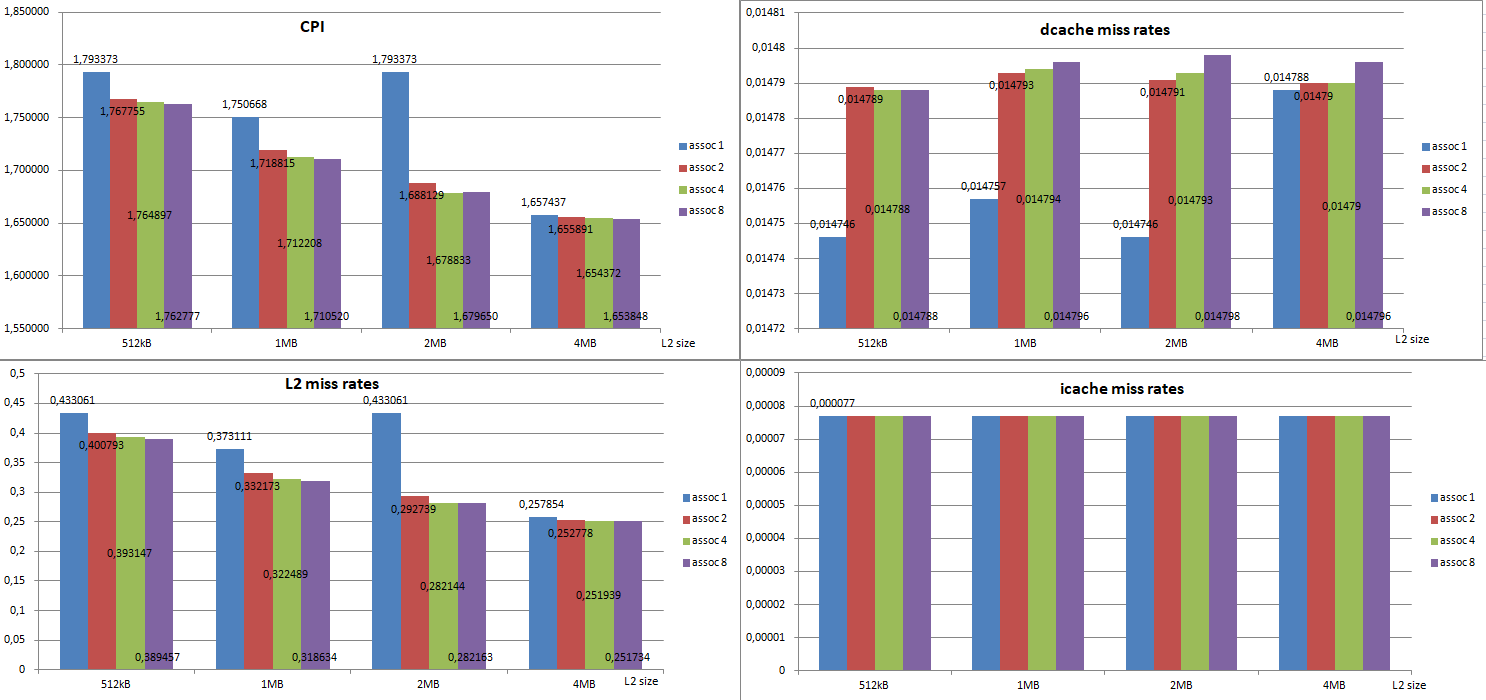 CPI
1,850000
1,800000
1,750000
1,700000
1,650000
1,600000
1,550000
1,793373
1,767755
1,764897
1,762777
1,750668
1,718815
1,712208
1,710520
1,793373
1,688129
1,678833
1,679650
1,657437
1,655891
1,654372
1,653848
512kB
1MB
2MB
4MB
L2 size
assoc 1
assoc 2
assoc 4
assoc 8
dcache miss rates
0,01481
0,0148
0,01479
0,01478
0,01477
0,01476
0,01475
0,01474
0,01473
0,01472
0,014746
0,014789
0,014788
0,014788
0,014757
0,014793
0,014794
0,014796
0,014746
0,014791
0,014793
0,014798
0,014788
0,01479
0,01479
0,014796
512kB
1MB
2MB
4MB
L2 size
assoc 1
assoc 2
assoc 4
assoc 8
L2 miss rates
0,5
0,45
0,4
0,35
0,3
0,25
0,2
0,15
0,1
0,05
0
0,433061
0,400793
0,393147
0,389457
0,373111
0,332173
0,322489
0,318634
0,433061
0,292739
0,282144
0,282163
0,257854
0,252778
0,251939
0,251734
512kB
1MB
2MB
4MB
L2 size
assoc 1
assoc 2
assoc 4
assoc 8
icache miss rates
0,00009
0,00008
0,00007
0,00006
0,00005
0,00004
0,00003
0,00002
0,00001
0
0,000077
512kB
1MB
2MB
4MB
L2 size
assoc 1
assoc 2
assoc 4
assoc 8